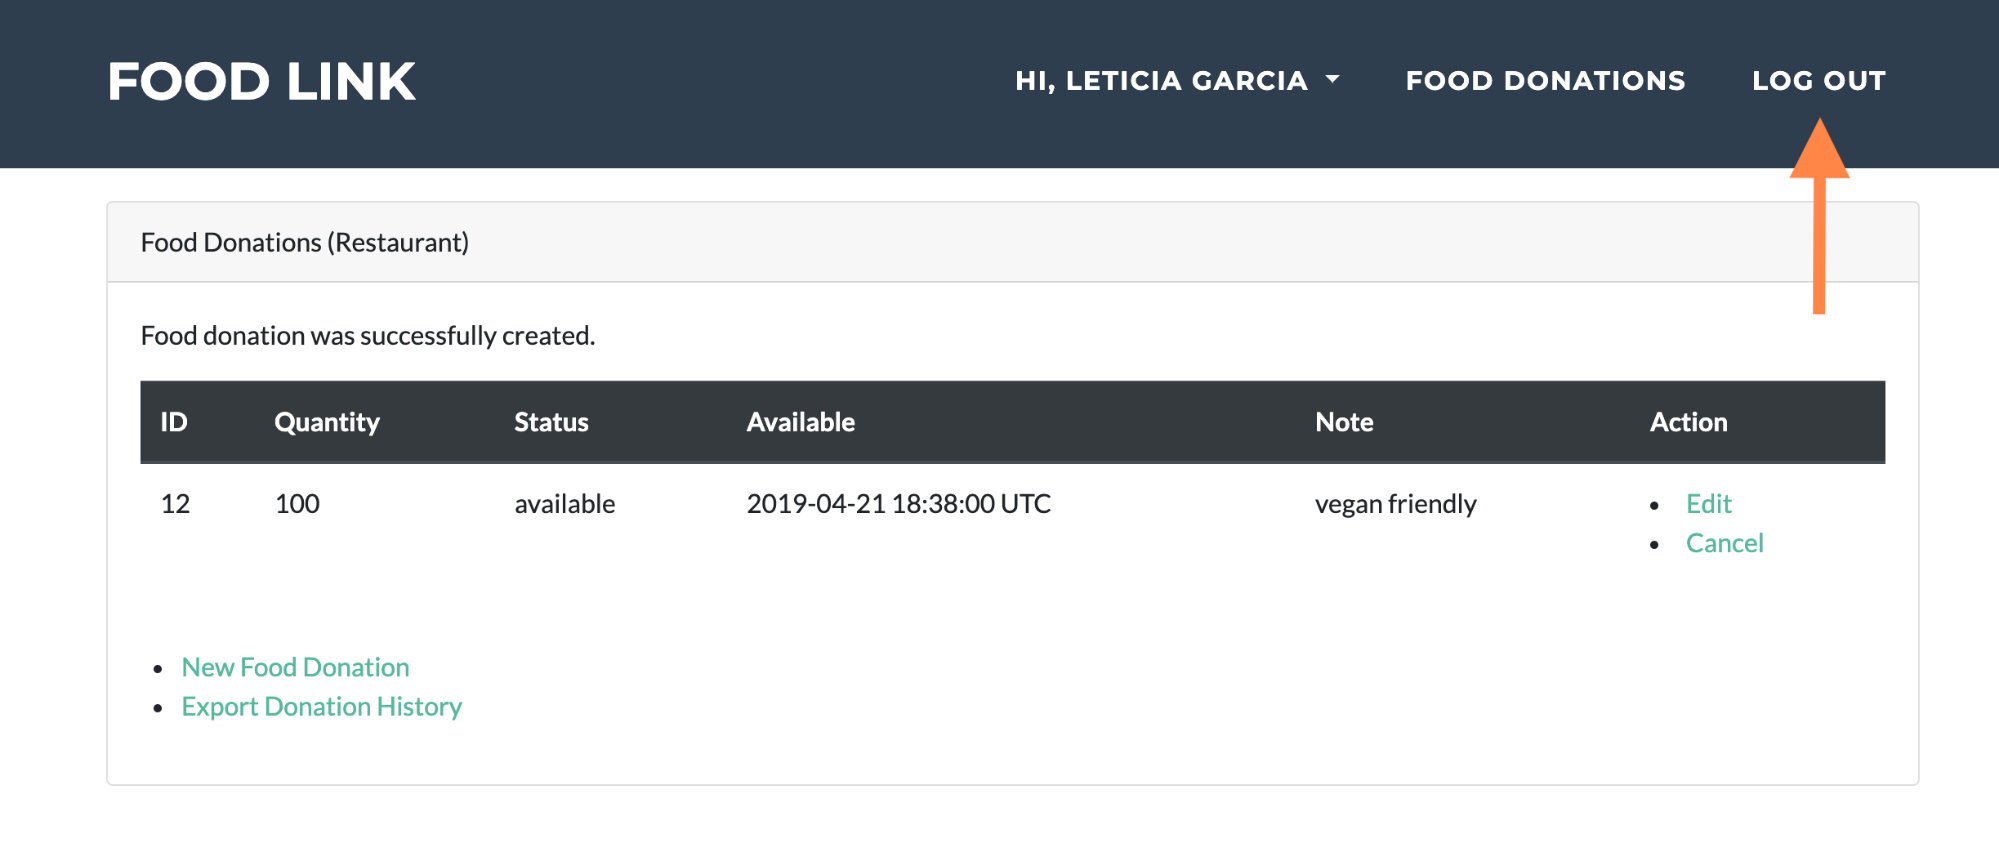 FOOD LINK
HI, LETICIA GARCIA
FOOD DONATIONS
LOG OUT
Food Donations (Restaurant)
Food donation was successfully created.
ID Quantity Status Available Note Action
12 100 available 2019-04-21 18:38:00 UTC vegan friendly Edit
Cancel
New Food Donation
Export Donation History